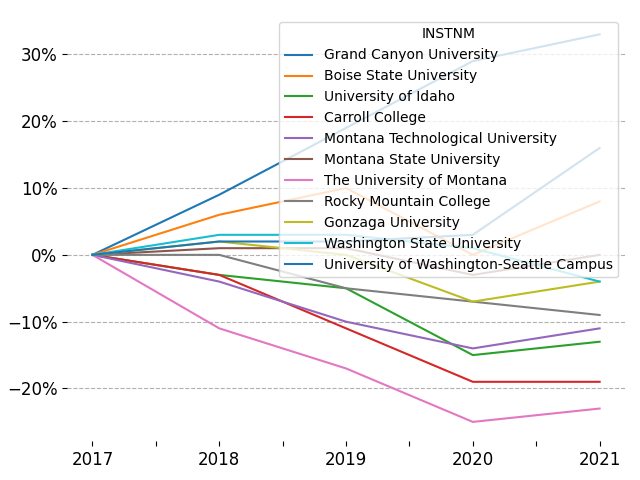 INSTNM
Grand Canyon University
Boise State University
University of Idaho
Carroll College
Montana Technological University
Montana State University
The University of Montana
Rocky Mountain College
Gonzaga University
Washington State University
University of Washington-Seattle Campus
30%
20%
10%
0%
−10%
−20%
2017
2018
2019
2020
2021